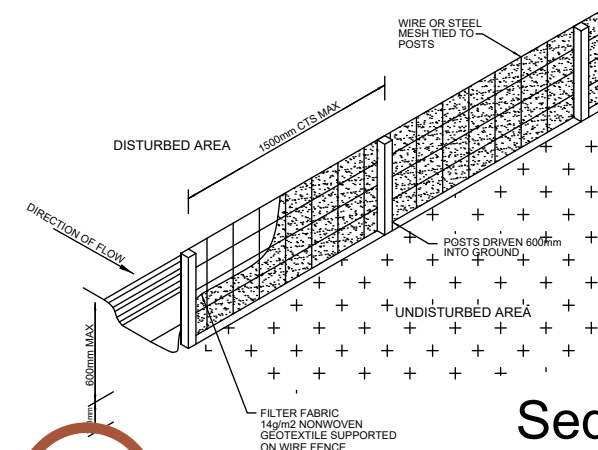 WIRE OR STEEL
MESH TIED TO
POSTS
1500mm CTS MAX
DISTURBED AREA
DIRECTION OF FLOW
POSTS DRIVEN 600mm
INTO GROUND
UNDISTURBED AREA
600mm MAX
FILTER FABRIC
14g/m2 NONWOVEN
GEOTEXTILE SUPPORTED
ON WIRE FENCE
Sec